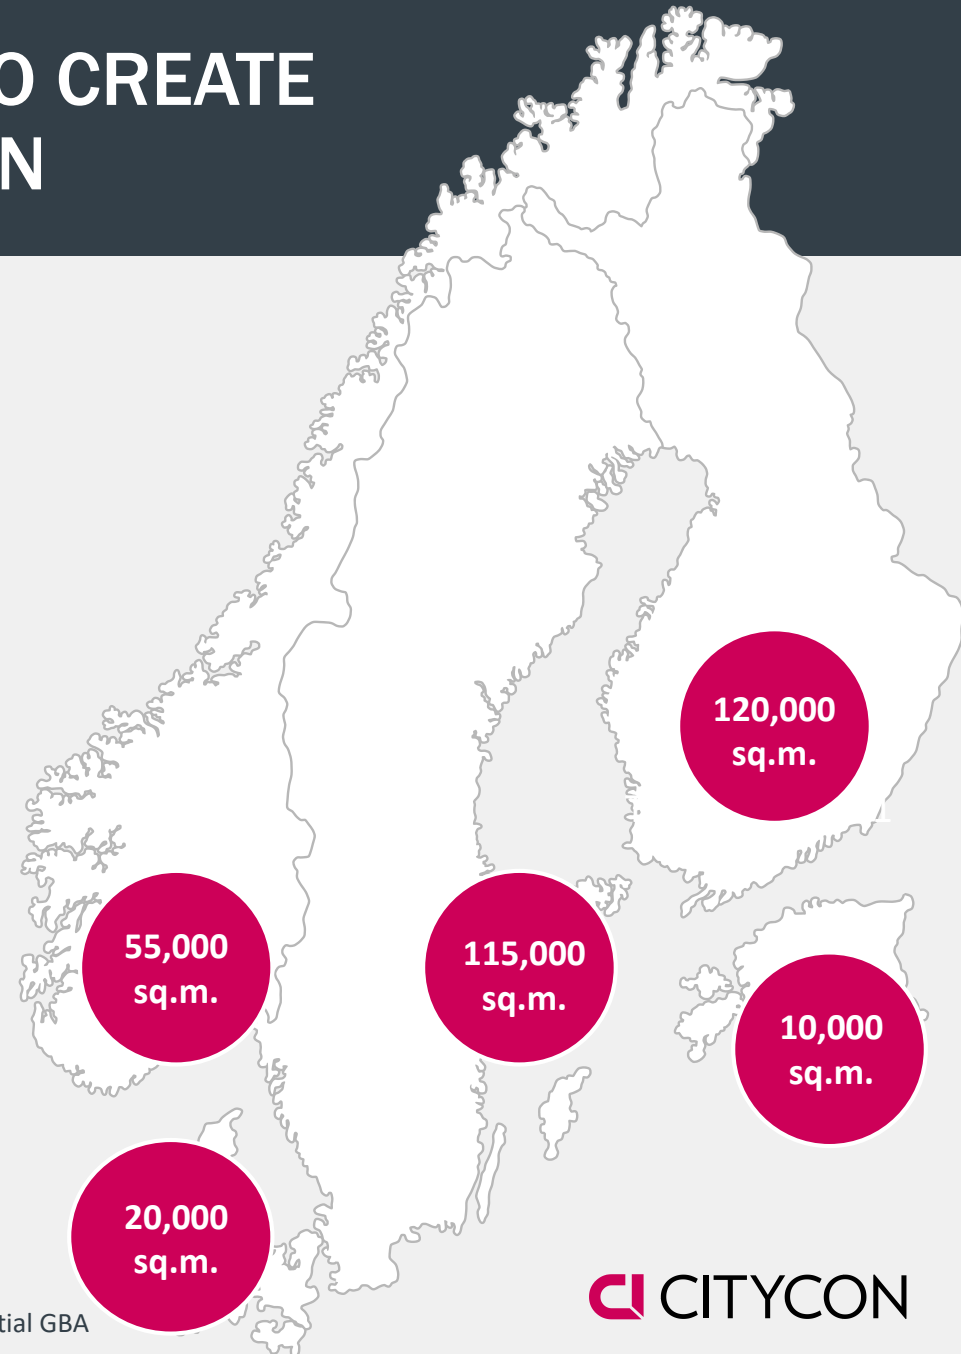 O CREATE
N
120,000
sq.m.
55,000
sq.m.
115,000
sq.m.
10,000
sq.m.
20,000
sq.m.
tial GBA
CITYCON